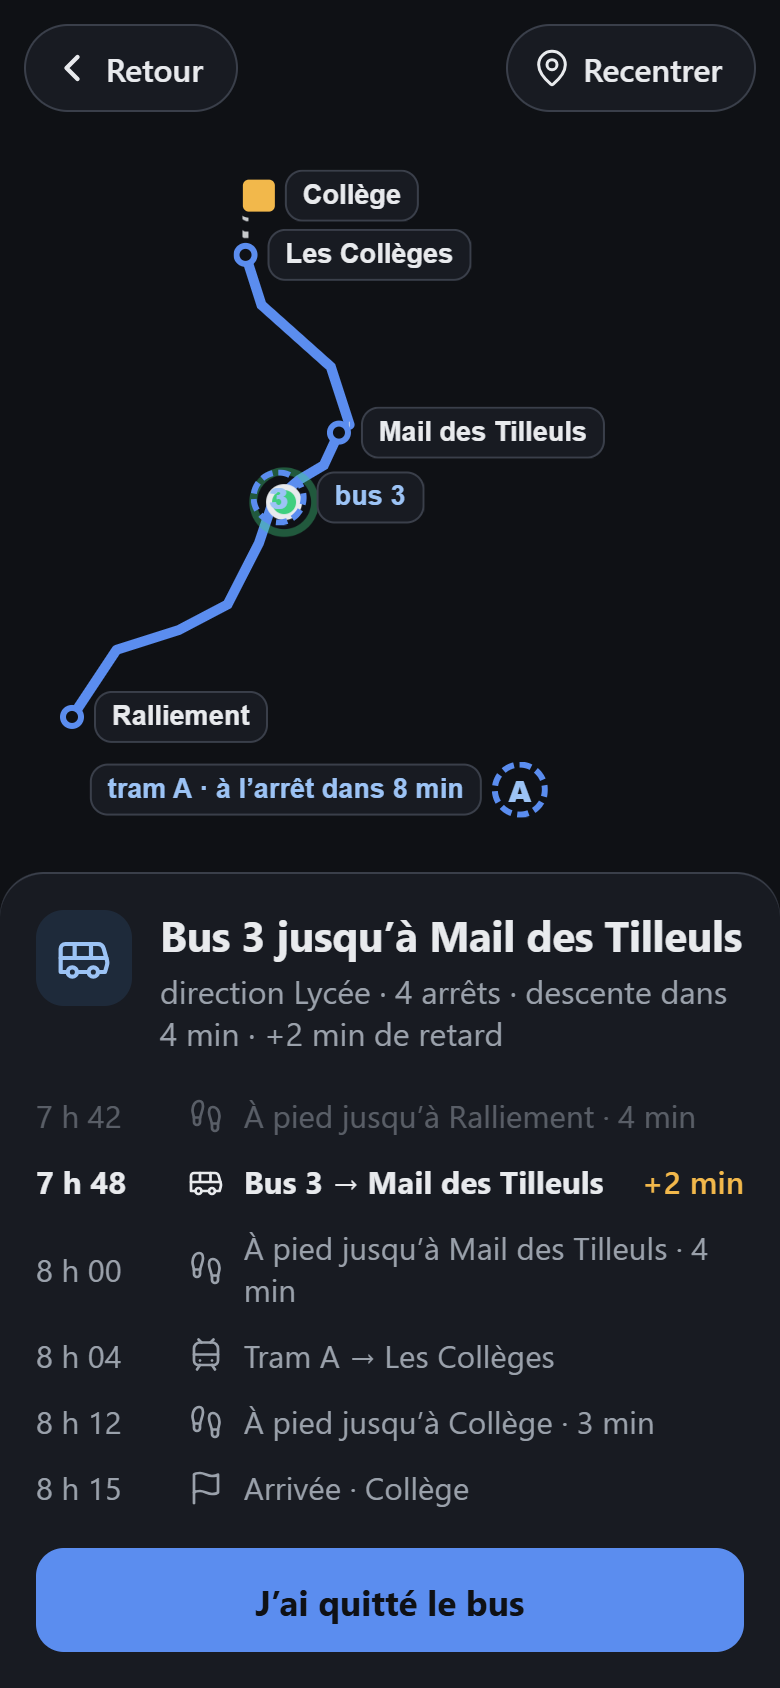 Retour
Recentrer
Collège
Les Collèges
Mail des Tilleuls
3
bus 3
Ralliement
tram A · à l’arrêt dans 8 min
A
Bus 3 jusqu’à Mail des Tilleuls
direction Lycée · 4 arrêts · descente dans
4 min · +2 min de retard
7 h 42 À pied jusqu’à Ralliement · 4 min
7 h 48 Bus 3 → Mail des Tilleuls +2 min
8 h 00 À pied jusqu’à Mail des Tilleuls · 4
min
8 h 04 Tram A → Les Collèges
8 h 12 À pied jusqu’à Collège · 3 min
8 h 15 Arrivée · Collège
J’ai quitté le bus